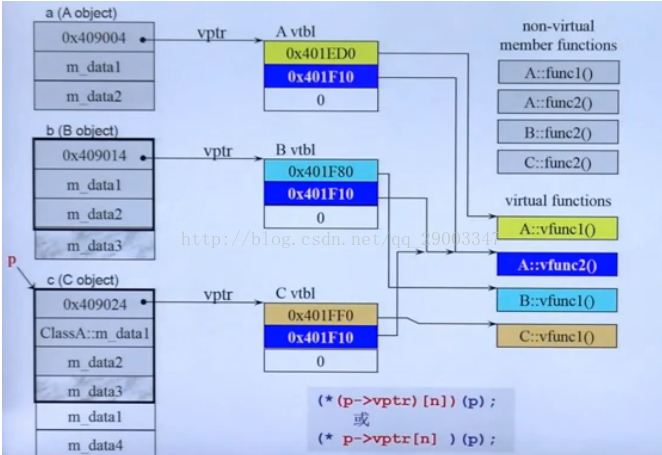 a (A object)
0x409004
m_data1
m_data2
vptr
A vtbl
0x401ED0
0x401F10
0
b (B object)
0x409014
m_data1
m_data2
m_data3
vptr
B vtbl
0x401F80
0x401F10
0
p
c (C object)
0x409024
ClassA::m_data1
m_data2
m_data3
m_data1
m_data4
vptr
C vtbl
0x401FF0
0x401F10
0
non-virtual
member functions
A::func1()
A::func2()
B::func2()
C::func2()
virtual functions
A::vfunc1()
A::vfunc2()
B::vfunc1()
C::vfunc1()
http://blog.csdn.net/qq_29003347
(*(p->vptr)[n])(p);
或
(* p->vptr[n] )(p);